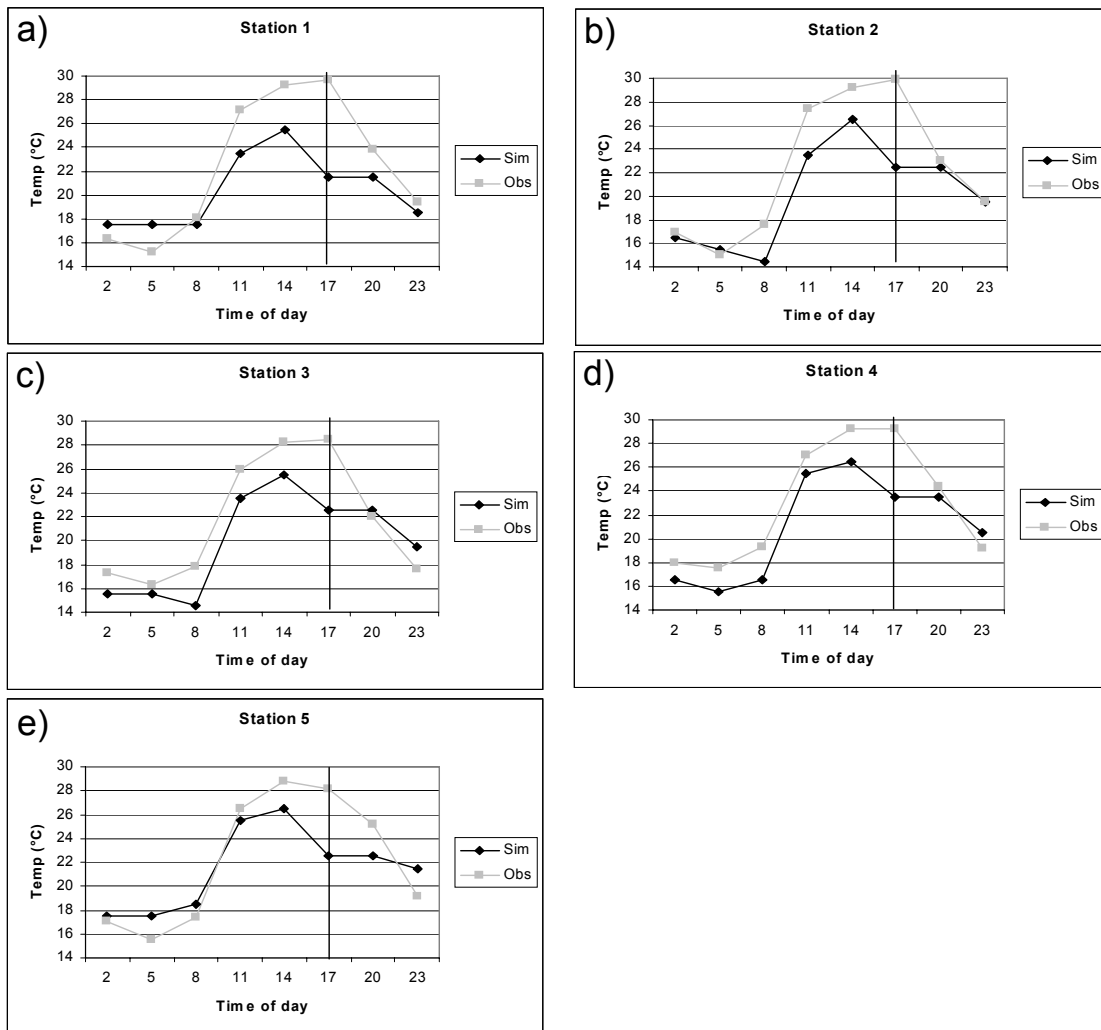 a)
Station 1
Temp (°C)
30
28
26
24
22
20
18
16
14
2 5 8 11 14 17 20 23
Time of day
Sim
Obs
b)
Station 2
Temp (°C)
30
28
26
24
22
20
18
16
14
2 5 8 11 14 17 20 23
Time of day
Sim
Obs
c)
Station 3
Temp (°C)
30
28
26
24
22
20
18
16
14
2 5 8 11 14 17 20 23
Time of day
Sim
Obs
d)
Station 4
Temp (°C)
30
28
26
24
22
20
18
16
14
2 5 8 11 14 17 20 23
Time of day
Sim
Obs
e)
Station 5
Temp (°C)
30
28
26
24
22
20
18
16
14
2 5 8 11 14 17 20 23
Time of day
Sim
Obs